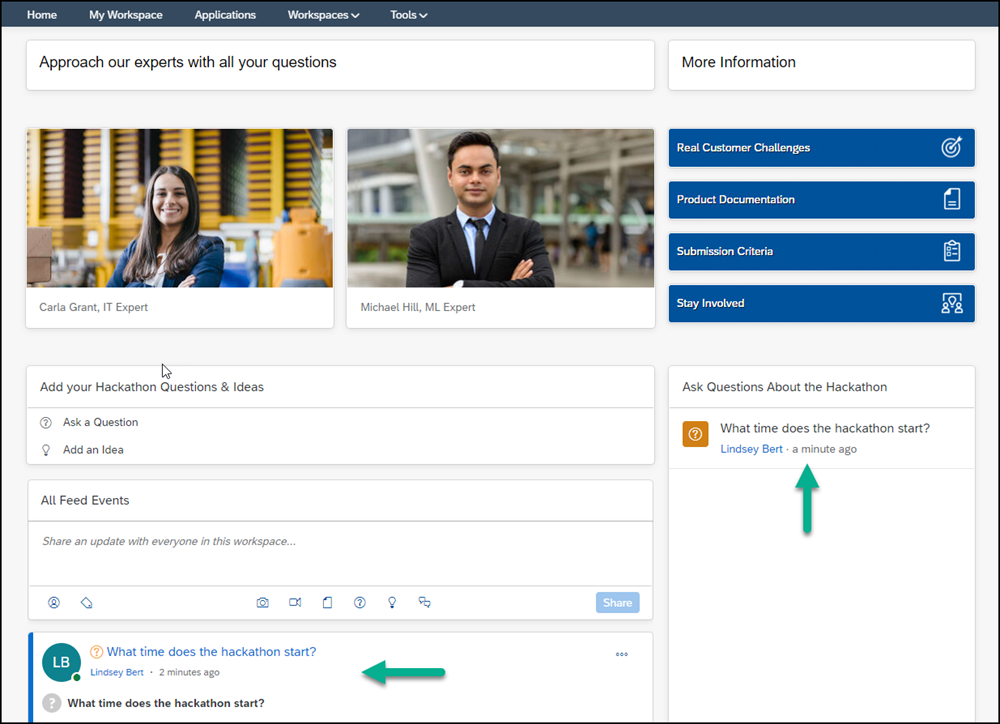 Home My Workspace Applications Workspaces Tools
Approach our experts with all your questions
More Information
Carla Grant, IT Expert
Michael Hill, ML Expert
Real Customer Challenges
Product Documentation
Submission Criteria
Stay Involved
Add your Hackathon Questions & Ideas
Ask a Question
Add an Idea
Ask Questions About the Hackathon
What time does the hackathon start?
Lindsey Bert · a minute ago
All Feed Events
Share an update with everyone in this workspace...
Share
LB
What time does the hackathon start?
Lindsey Bert · 2 minutes ago
What time does the hackathon start?